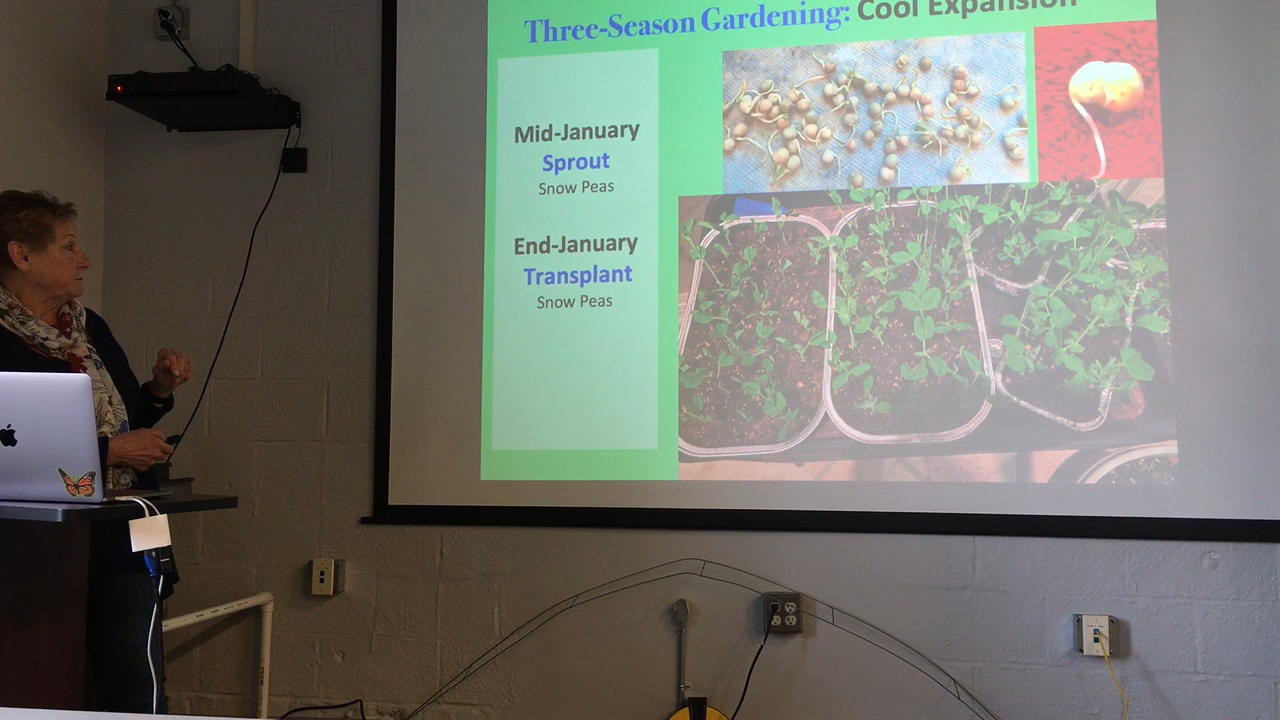 Three-Season Gardening: Cool Expansion
Mid-January
Sprout
Snow Peas
End-January
Transplant
Snow Peas